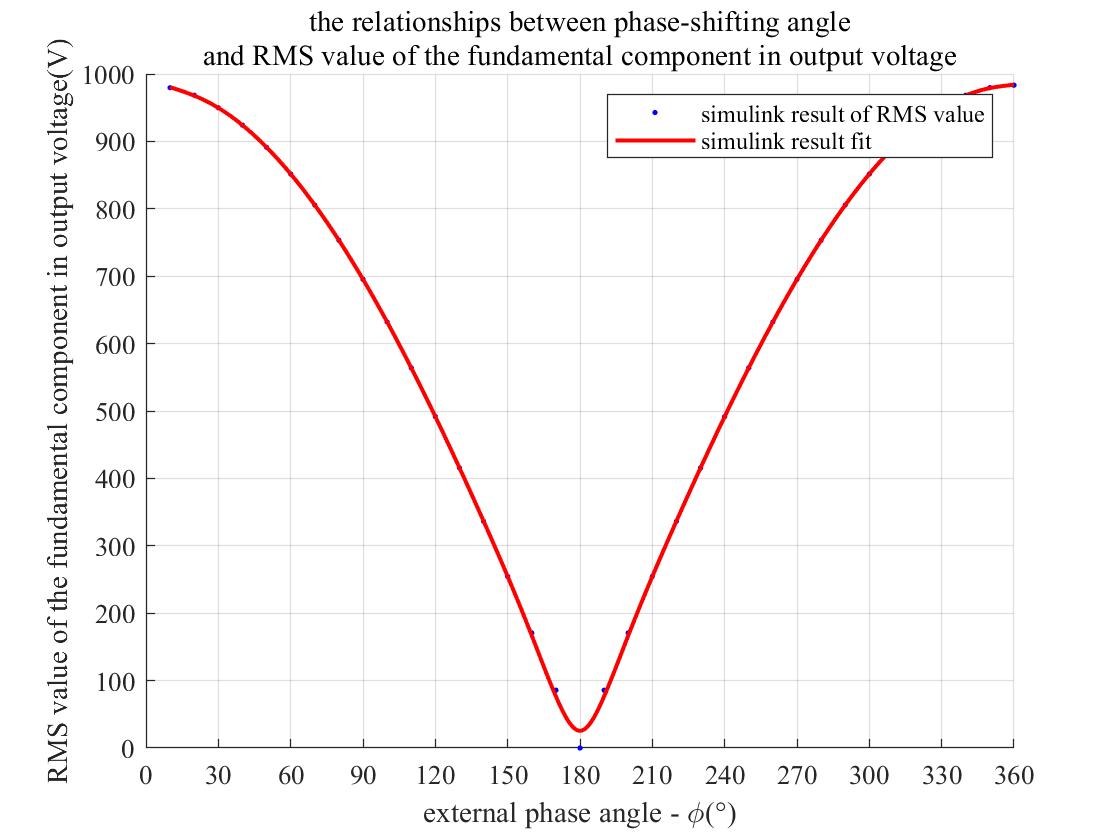 the relationships between phase-shifting angle
and RMS value of the fundamental component in output voltage
RMS value of the fundamental component in output voltage(V)
1000
900
800
700
600
500
400
300
200
100
0
simulink result of RMS value
simulink result fit
0 30 60 90 120 150 180 210 240 270 300 330 360
external phase angle - ϕ(°)